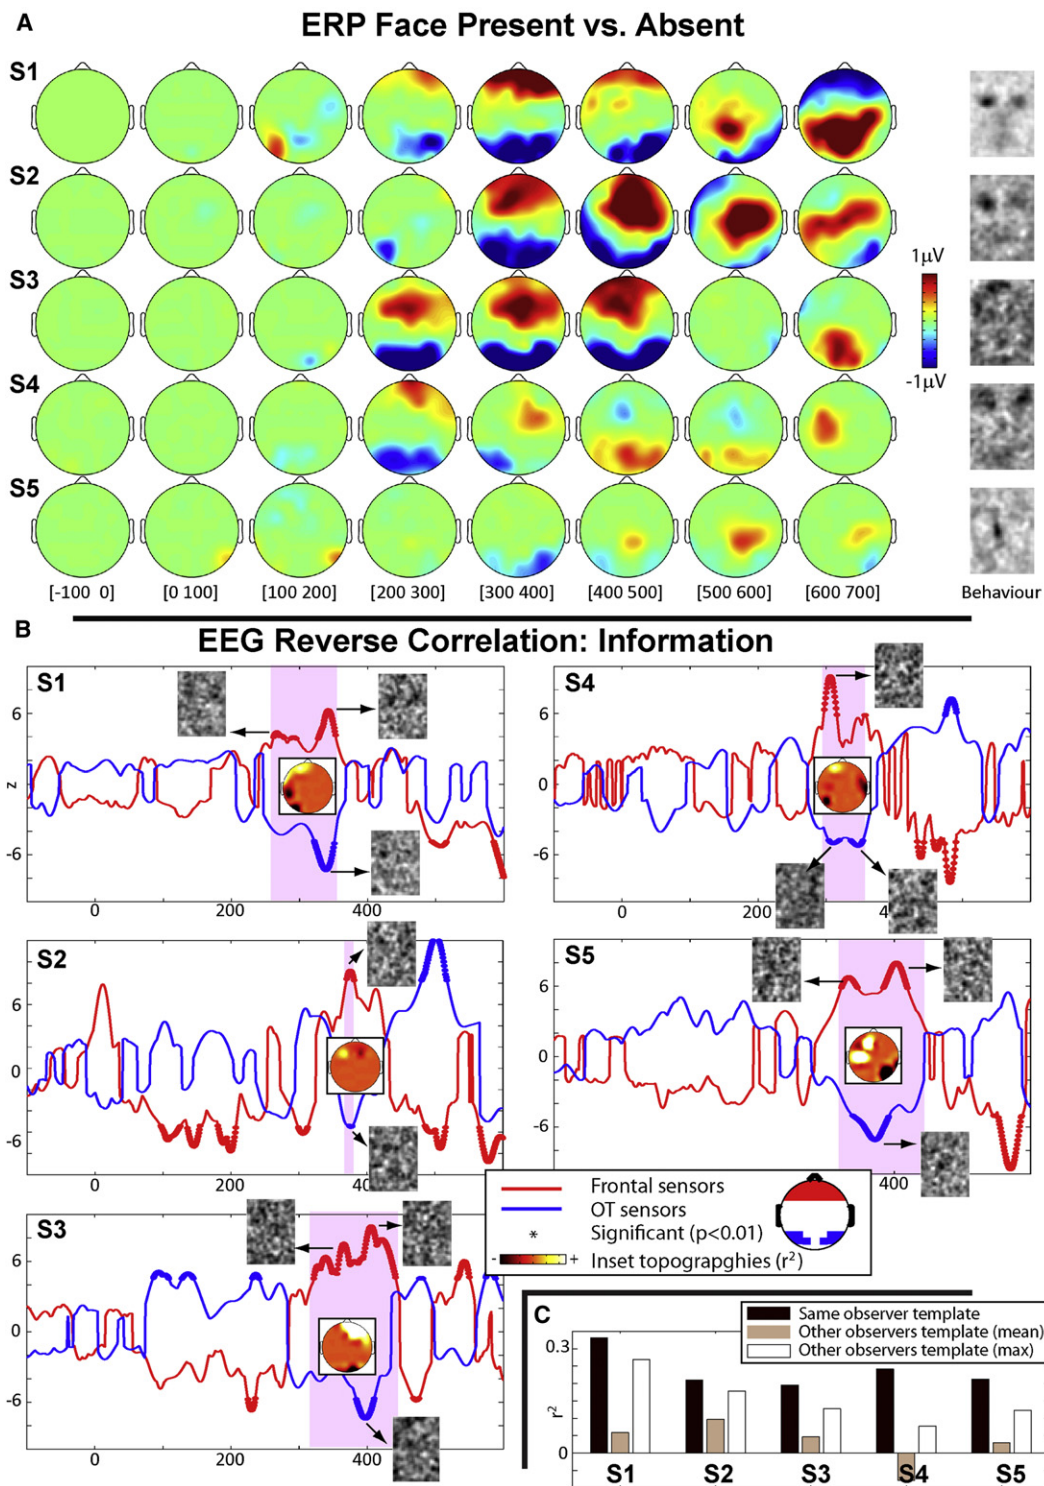 A
ERP Face Present vs. Absent
S1
S2
1µV
S3
-1µV
S4
S5
[-100 0] [0 100] [100 200] [200 300] [300 400] [400 500] [500 600] [600 700] Behaviour
B
EEG Reverse Correlation: Information
S1
6
z 0
-6
0 200 400
S4
6
0
-6
0 200 4
S2
6
0
-6
0 200 400
S5
6
0
-6
400
S3
6
0
-6
0 200 400
Frontal sensors
OT sensors
* Significant (p<0.01)
- + Inset topograpghies (r²)
C
Same observer template
Other observers template (mean)
Other observers template (max)
0.3
r²
0
S1 S2 S3 S4 S5